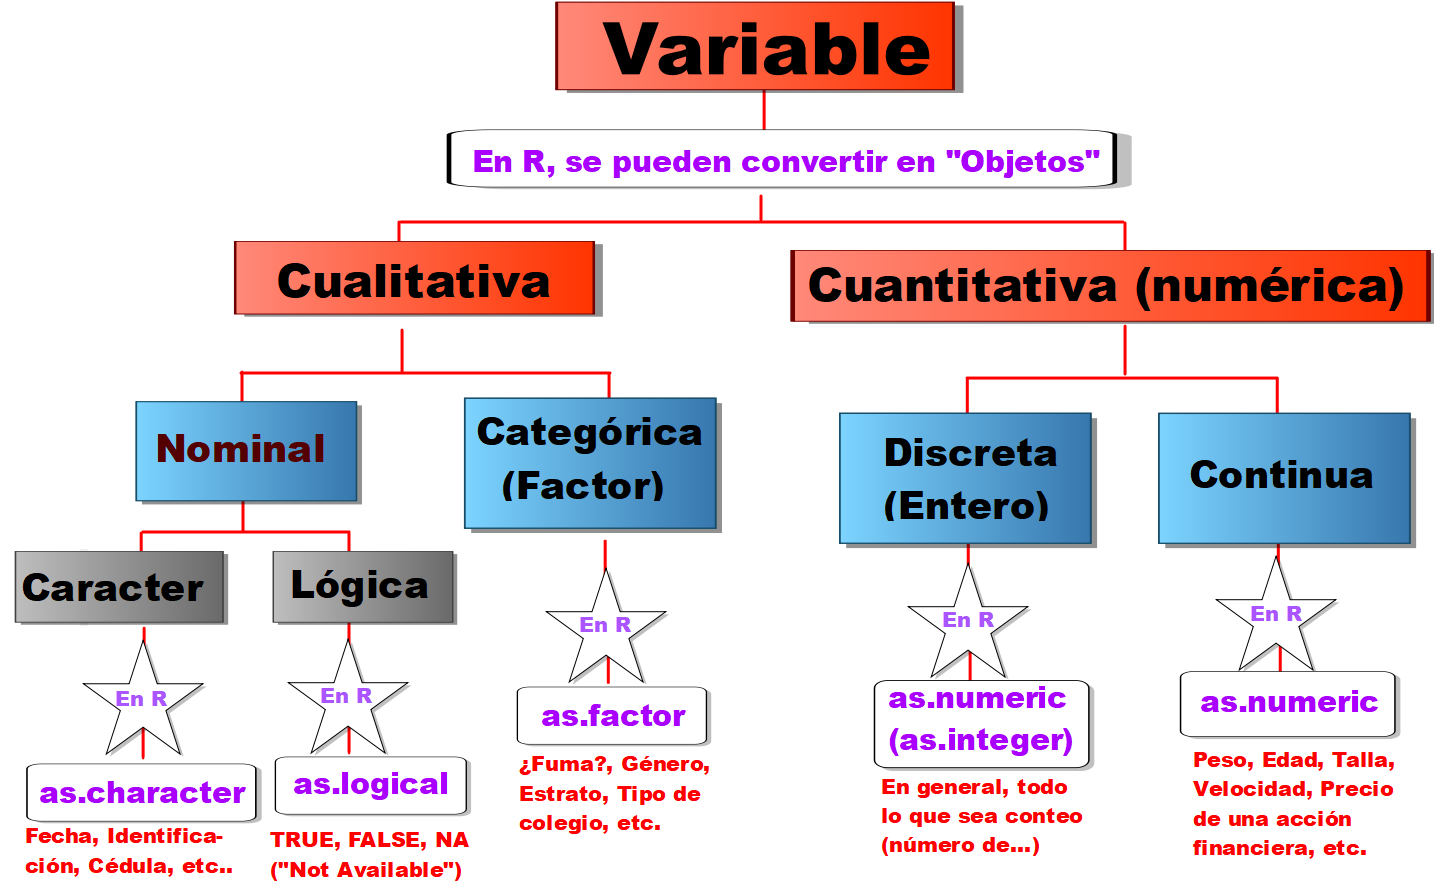 Variable
En R, se pueden convertir en "Objetos"
Cualitativa
Cuantitativa (numérica)
Nominal
Categórica
(Factor)
Discreta
(Entero)
Continua
Caracter
Lógica
En R
En R
En R
En R
En R
as.character
as.logical
as.factor
as.numeric
(as.integer)
as.numeric
Fecha, Identifica-
ción, Cédula, etc..
TRUE, FALSE, NA
("Not Available")
¿Fuma?, Género,
Estrato, Tipo de
colegio, etc.
En general, todo
lo que sea conteo
(número de...)
Peso, Edad, Talla,
Velocidad, Precio
de una acción
financiera, etc.